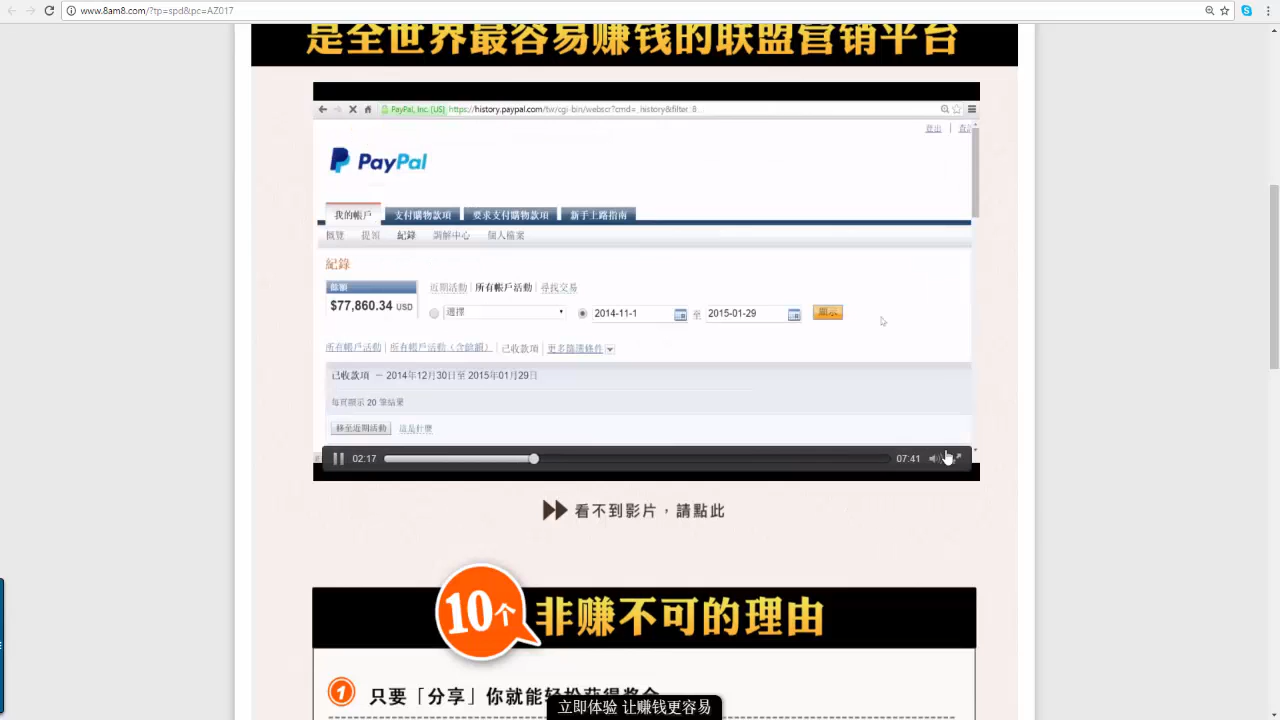 www.8am8.com/?tp=spd&pc=AZ017
是全世界最容易赚钱的联盟营销平台
PayPal, Inc. [US] https://history.paypal.com/tw/cgi-bin/webscr?cmd=_history&filter_8...
登出
PayPal
我的帳戶 支付購物款項 要求支付購物款項 新手上路指南
概覽 提領 紀錄 調解中心 個人檔案
紀錄
餘額 近期活動 所有帳戶活動 尋找交易
$77,860.34 USD 選擇 2014-11-1 至 2015-01-29 顯示
所有帳戶活動 所有帳戶活動（含餘額） 已收款項 更多篩選條件
已收款項 － 2014年12月30日至 2015年01月29日
每頁顯示 20 筆結果
移至近期活動 這是什麼
02:17 07:41
看不到影片，請點此
10个 非赚不可的理由
1 只要「分享」你就能轻松获得奖金
立即体验 让赚钱更容易